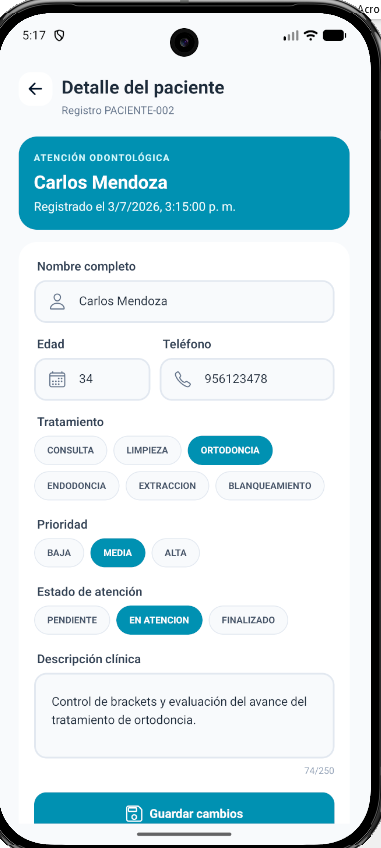 Acro
5:17
Detalle del paciente
Registro PACIENTE-002
ATENCIÓN ODONTOLÓGICA
Carlos Mendoza
Registrado el 3/7/2026, 3:15:00 p. m.
Nombre completo
Carlos Mendoza
Edad Teléfono
34 956123478
Tratamiento
CONSULTA LIMPIEZA ORTODONCIA
ENDODONCIA EXTRACCION BLANQUEAMIENTO
Prioridad
BAJA MEDIA ALTA
Estado de atención
PENDIENTE EN ATENCION FINALIZADO
Descripción clínica
Control de brackets y evaluación del avance del
tratamiento de ortodoncia.
74/250
Guardar cambios